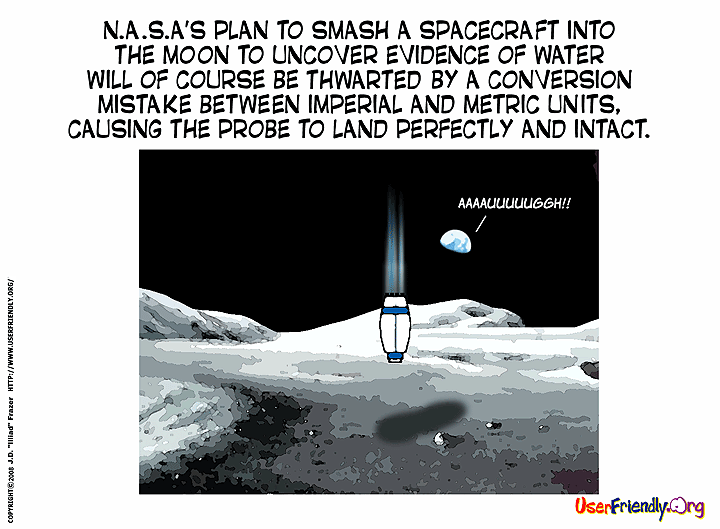 N.A.S.A'S PLAN TO SMASH A SPACECRAFT INTO
THE MOON TO UNCOVER EVIDENCE OF WATER
WILL OF COURSE BE THWARTED BY A CONVERSION
MISTAKE BETWEEN IMPERIAL AND METRIC UNITS,
CAUSING THE PROBE TO LAND PERFECTLY AND INTACT.
AAAAUUUUUGGH!!
COPYRIGHT©2008 J.D. "Illiad" Frazer HTTP://WWW.USERFRIENDLY.ORG/
UserFriendly.Org